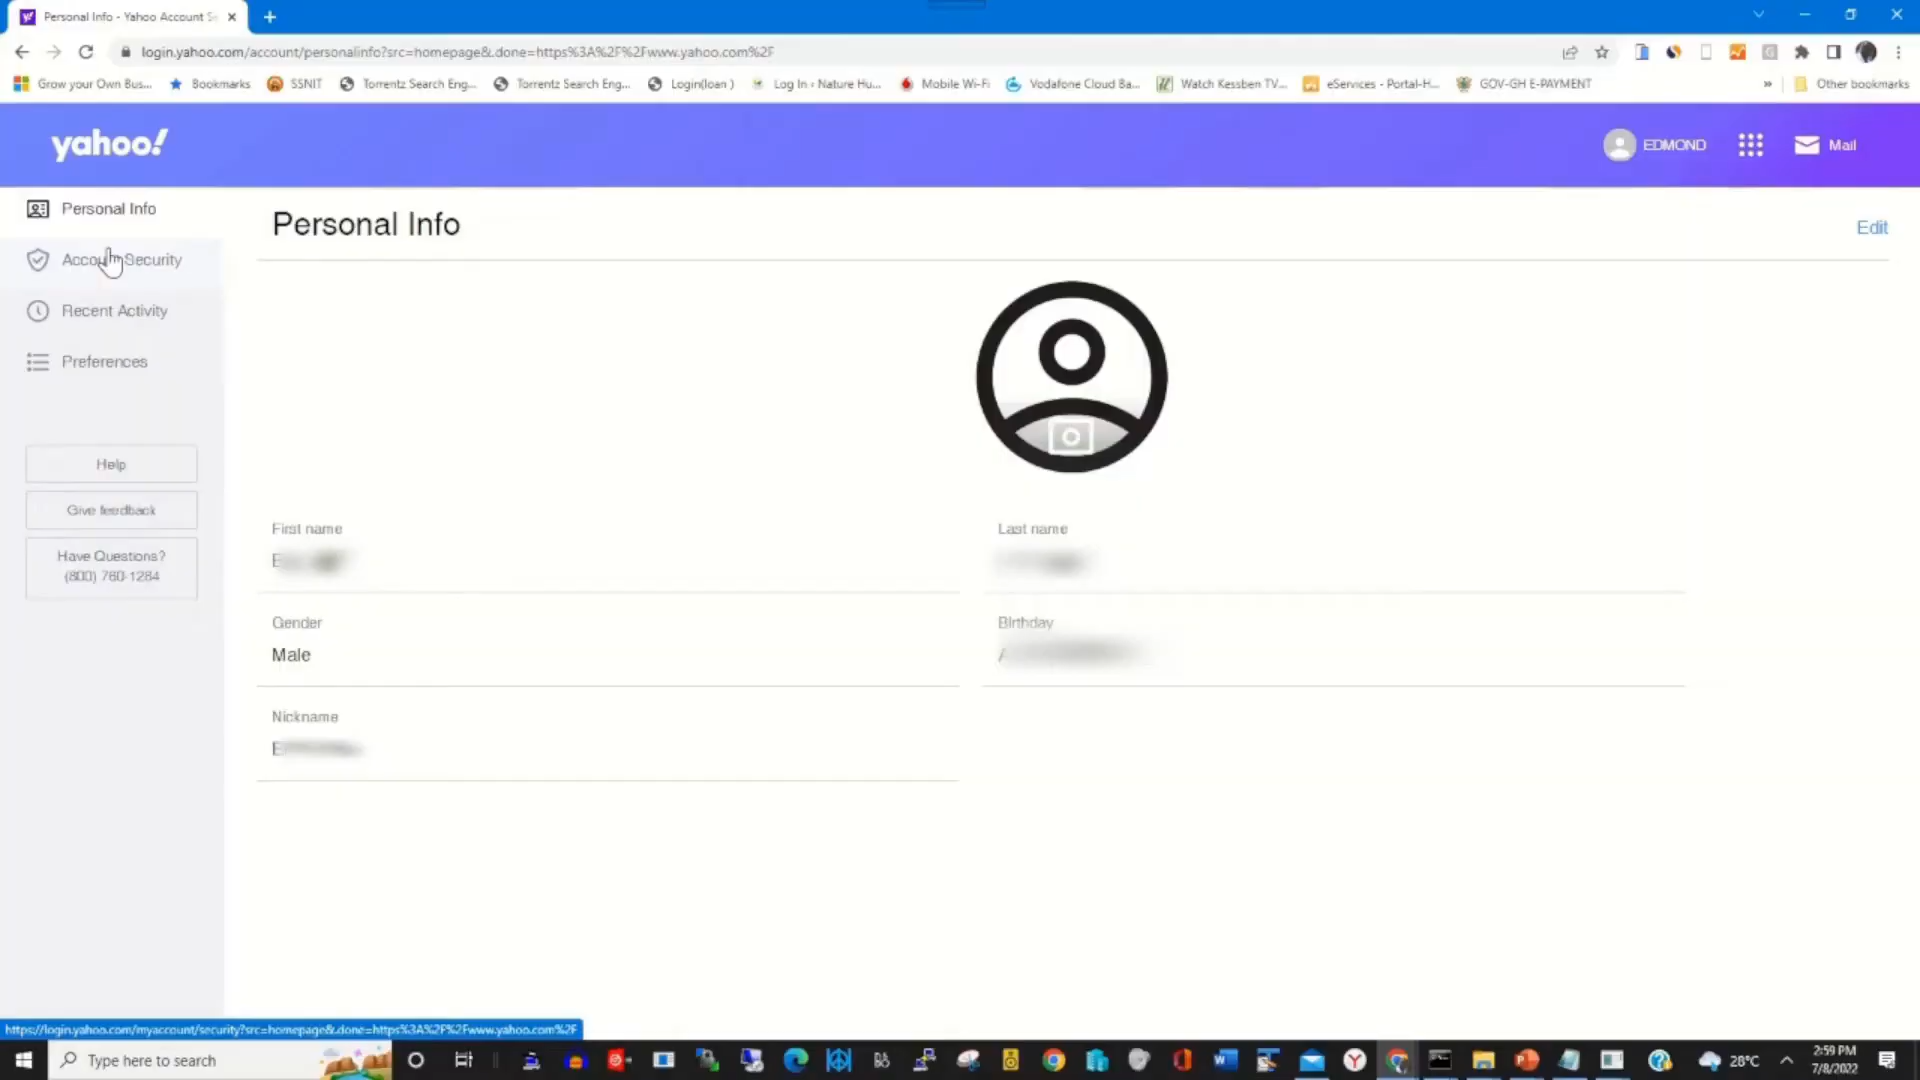 Personal Info - Yahoo Account S
login.yahoo.com/account/personalinfo?src=homepage&.done=https%3A%2F%2Fwww.yahoo.com%2F
Grow your Own Bus... Bookmarks SSNIT Torrentz Search Eng... Torrentz Search Eng... Login(loan ) Log In ‹ Nature Hu... Mobile Wi-Fi Vodafone Cloud Ba... Watch Kessben TV... eServices - Portal-H... GOV-GH E-PAYMENT » Other bookmarks
yahoo! EDMOND Mail
Personal Info
Account Security
Recent Activity
Preferences
Help
Give feedback
Have Questions?
(800) 760-1284
Personal Info
Edit
First name
Last name
Gender
Male
Birthday
Nickname
https://login.yahoo.com/myaccount/security?src=homepage&.done=https%3A%2F%2Fwww.yahoo.com%2F
Type here to search
28°C
2:59 PM
7/8/2022